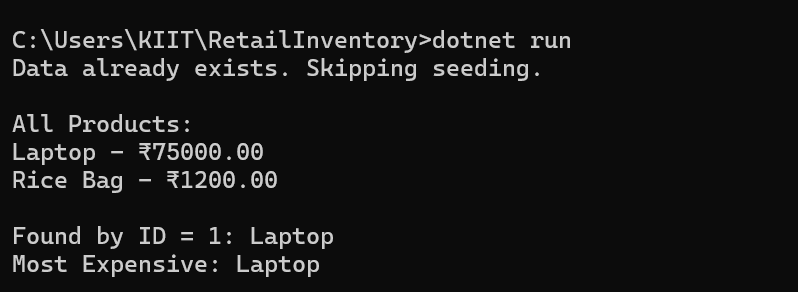 C:\Users\KIIT\RetailInventory>dotnet run
Data already exists. Skipping seeding.
All Products:
Laptop - ₹75000.00
Rice Bag - ₹1200.00
Found by ID = 1: Laptop
Most Expensive: Laptop